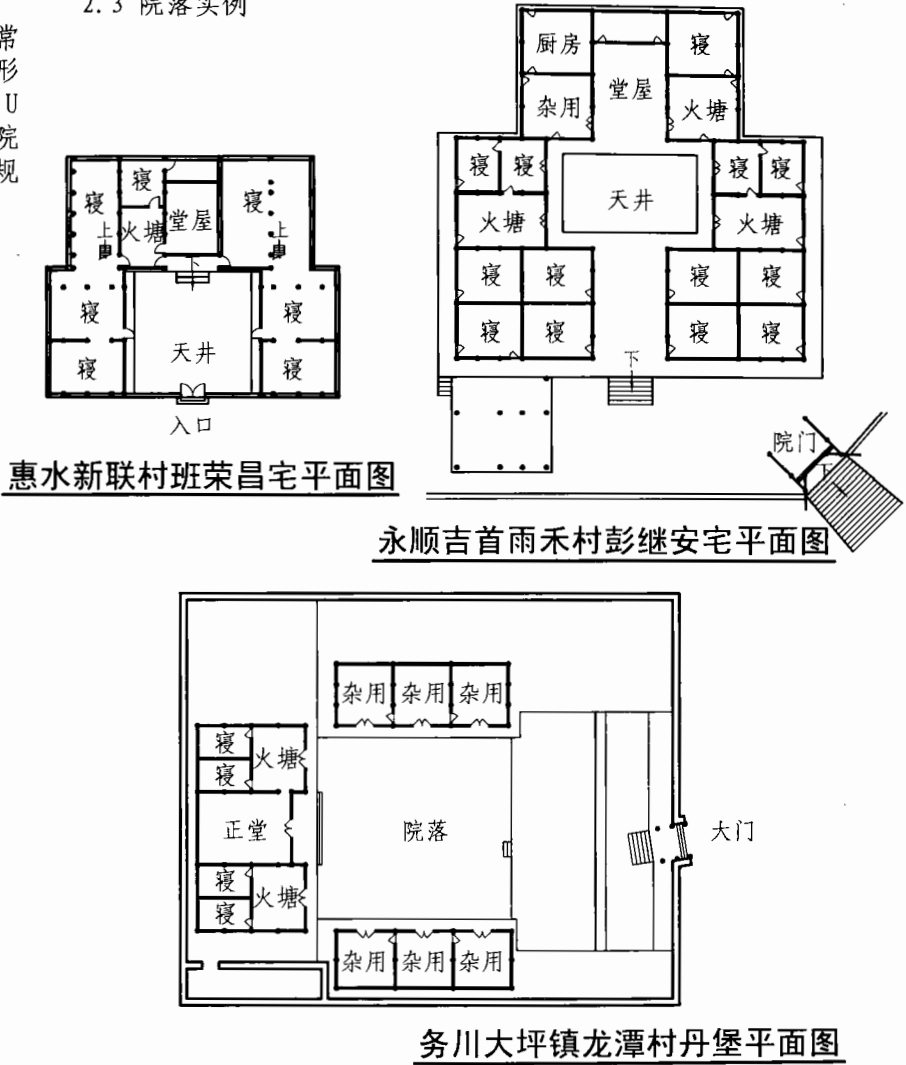 2.3 院落实例
常
形
U
院
规
寝
寝
堂屋
寝
上
火塘
上
下
寝
寝
天井
寝
寝
入口
惠水新联村班荣昌宅平面图
厨房
寝
堂屋
杂用
火塘
寝
寝
寝
寝
天井
火塘
火塘
寝
寝
寝
寝
寝
寝
寝
寝
下
院门
下
永顺吉首雨禾村彭继安宅平面图
杂用
杂用
杂用
寝
火塘
寝
正堂
院落
大门
寝
火塘
寝
杂用
杂用
杂用
务川大坪镇龙潭村丹堡平面图